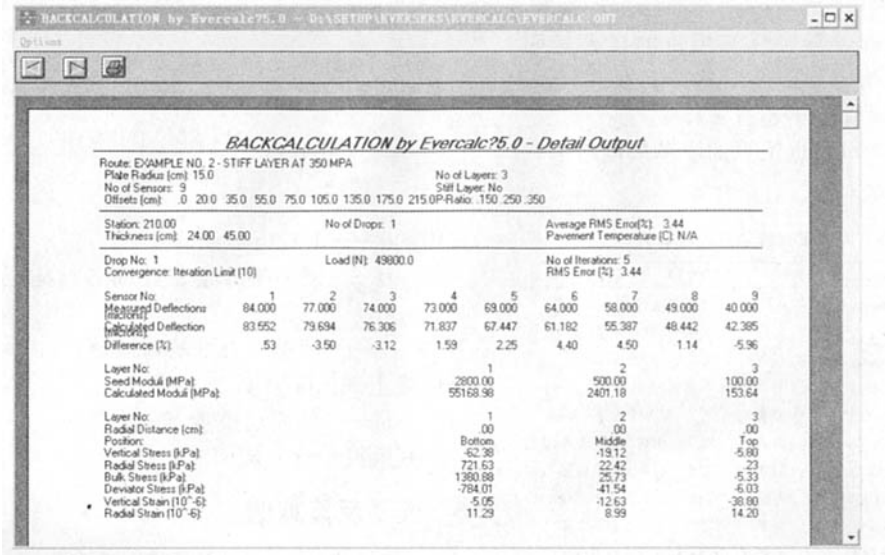 BACKCALCULATION by Evercalc?5.0 - D:\SETUP\EVERSERS\EVERCALC\EVERCALC.OUT
Options
BACKCALCULATION by Evercalc?5.0 - Detail Output
Route: EXAMPLE NO. 2 - STIFF LAYER AT 350 MPA
Plate Radius (cm): 15.0 No of Layers: 3
No of Sensors: 9 Stiff Layer: No
Offsets (cm): .0 20.0 35.0 55.0 75.0 105.0 135.0 175.0 215.0P-Ratio: .150 .250 .350
Station: 210.00 No of Drops: 1 Average RMS Error(%): 3.44
Thickness (cm): 24.00 45.00 Pavement Temperature (C): N/A
Drop No: 1 Load (N): 49800.0 No of Iterations: 5
Convergence: Iteration Limit (10) RMS Error (%): 3.44
Sensor No: 1 2 3 4 5 6 7 8 9
Measured Deflections (microns): 84.000 77.000 74.000 73.000 69.000 64.000 58.000 49.000 40.000
Calculated Deflection (microns): 83.552 79.694 76.306 71.837 67.447 61.182 55.387 48.442 42.385
Difference (%): .53 -3.50 -3.12 1.59 2.25 4.40 4.50 1.14 -5.96
Layer No: 1 2 3
Seed Moduli (MPa): 2800.00 500.00 100.00
Calculated Moduli (MPa): 55168.98 2401.18 153.64
Layer No: 1 2 3
Radial Distance (cm): .00 .00 .00
Position: Bottom Middle Top
Vertical Stress (kPa): -62.38 -19.12 -5.80
Radial Stress (kPa): 721.63 22.42 .23
Bulk Stress (kPa): 1380.88 25.73 -5.33
Deviator Stress (kPa): -784.01 -41.54 -6.03
Vertical Strain (10^-6): -5.05 -12.63 -38.80
Radial Strain (10^-6): 11.29 8.99 14.20